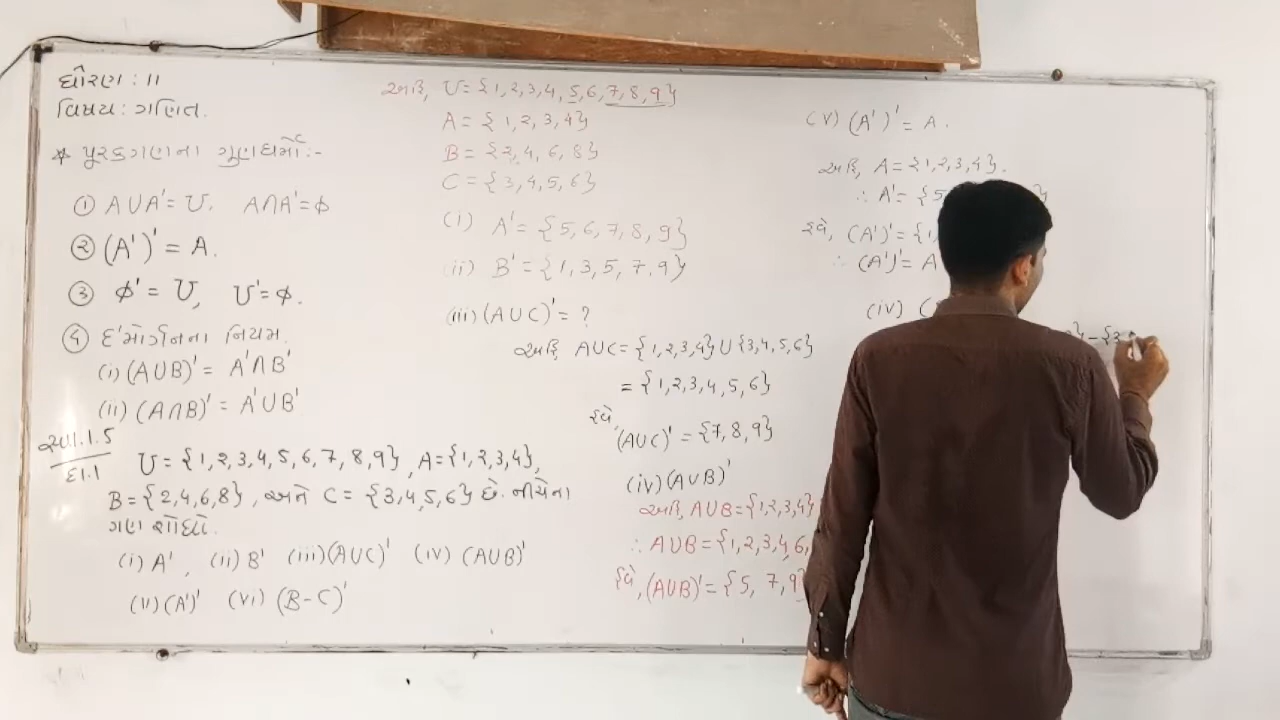 ધોરણ : 11
વિષય : ગણિત.
* પૂરકગણના ગુણધર્મો :-
① A∪A' = U. A∩A' = ϕ
② (A')' = A.
③ ϕ' = U, U' = ϕ.
④ દ'મોર્ગનના નિયમ.
(i) (A∪B)' = A'∩B'
(ii) (A∩B)' = A'∪B'
સ્વા.1.5
દા.1
U = {1,2,3,4,5,6,7,8,9}, A = {1,2,3,4},
B = {2,4,6,8}, અને C = {3,4,5,6} છે. નીચેના
ગણ શોધો.
(i) A', (ii) B' (iii) (A∪C)' (iv) (A∪B)'
(v) (A')' (vi) (B-C)'
અહીં, U = {1,2,3,4,5,6,7,8,9}
A = {1,2,3,4}
B = {2,4,6,8}
C = {3,4,5,6}
(i) A' = {5,6,7,8,9}
(ii) B' = {1,3,5,7,9}
(iii) (A∪C)' = ?
અહીં, A∪C = {1,2,3,4} ∪ {3,4,5,6}
= {1,2,3,4,5,6}
હવે,
(A∪C)' = {7,8,9}
(iv) (A∪B)'
અહીં, A∪B = {1,2,3,4}
∴ A∪B = {1,2,3,4,6,
હવે, (A∪B)' = {5, 7, 9}
(v) (A')' = A.
અહીં, A = {1,2,3,4}.
∴ A' = {5 }
હવે, (A')' = {1,
∴ (A')' = A
(iv) (
} - {3